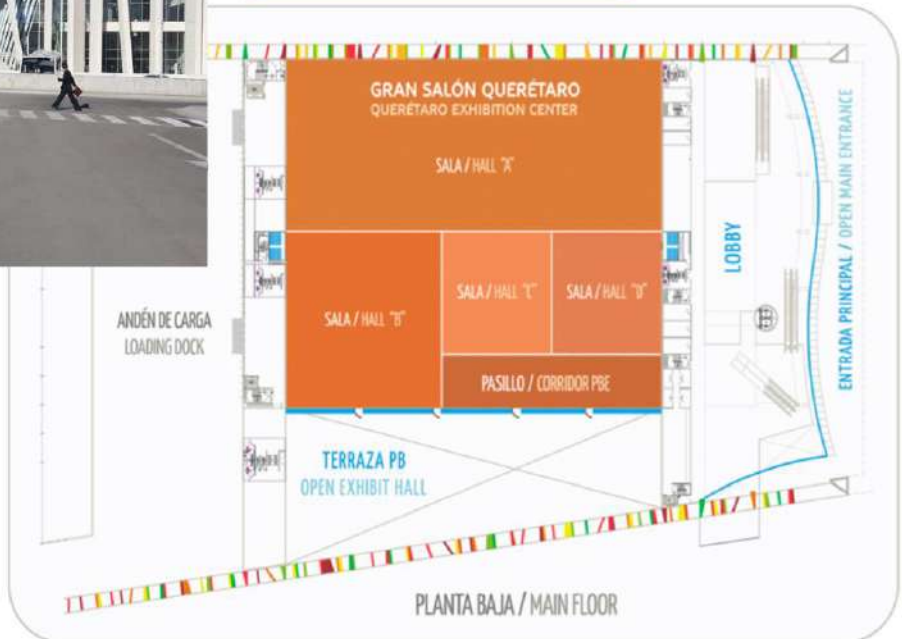 GRAN SALÓN QUERÉTARO
QUERÉTARO EXHIBITION CENTER
SALA / HALL "A"
SALA / HALL "B"
SALA / HALL "C"
SALA / HALL "D"
PASILLO / CORRIDOR PBE
ANDÉN DE CARGA
LOADING DOCK
TERRAZA PB
OPEN EXHIBIT HALL
LOBBY
ENTRADA PRINCIPAL / OPEN MAIN ENTRANCE
PLANTA BAJA / MAIN FLOOR